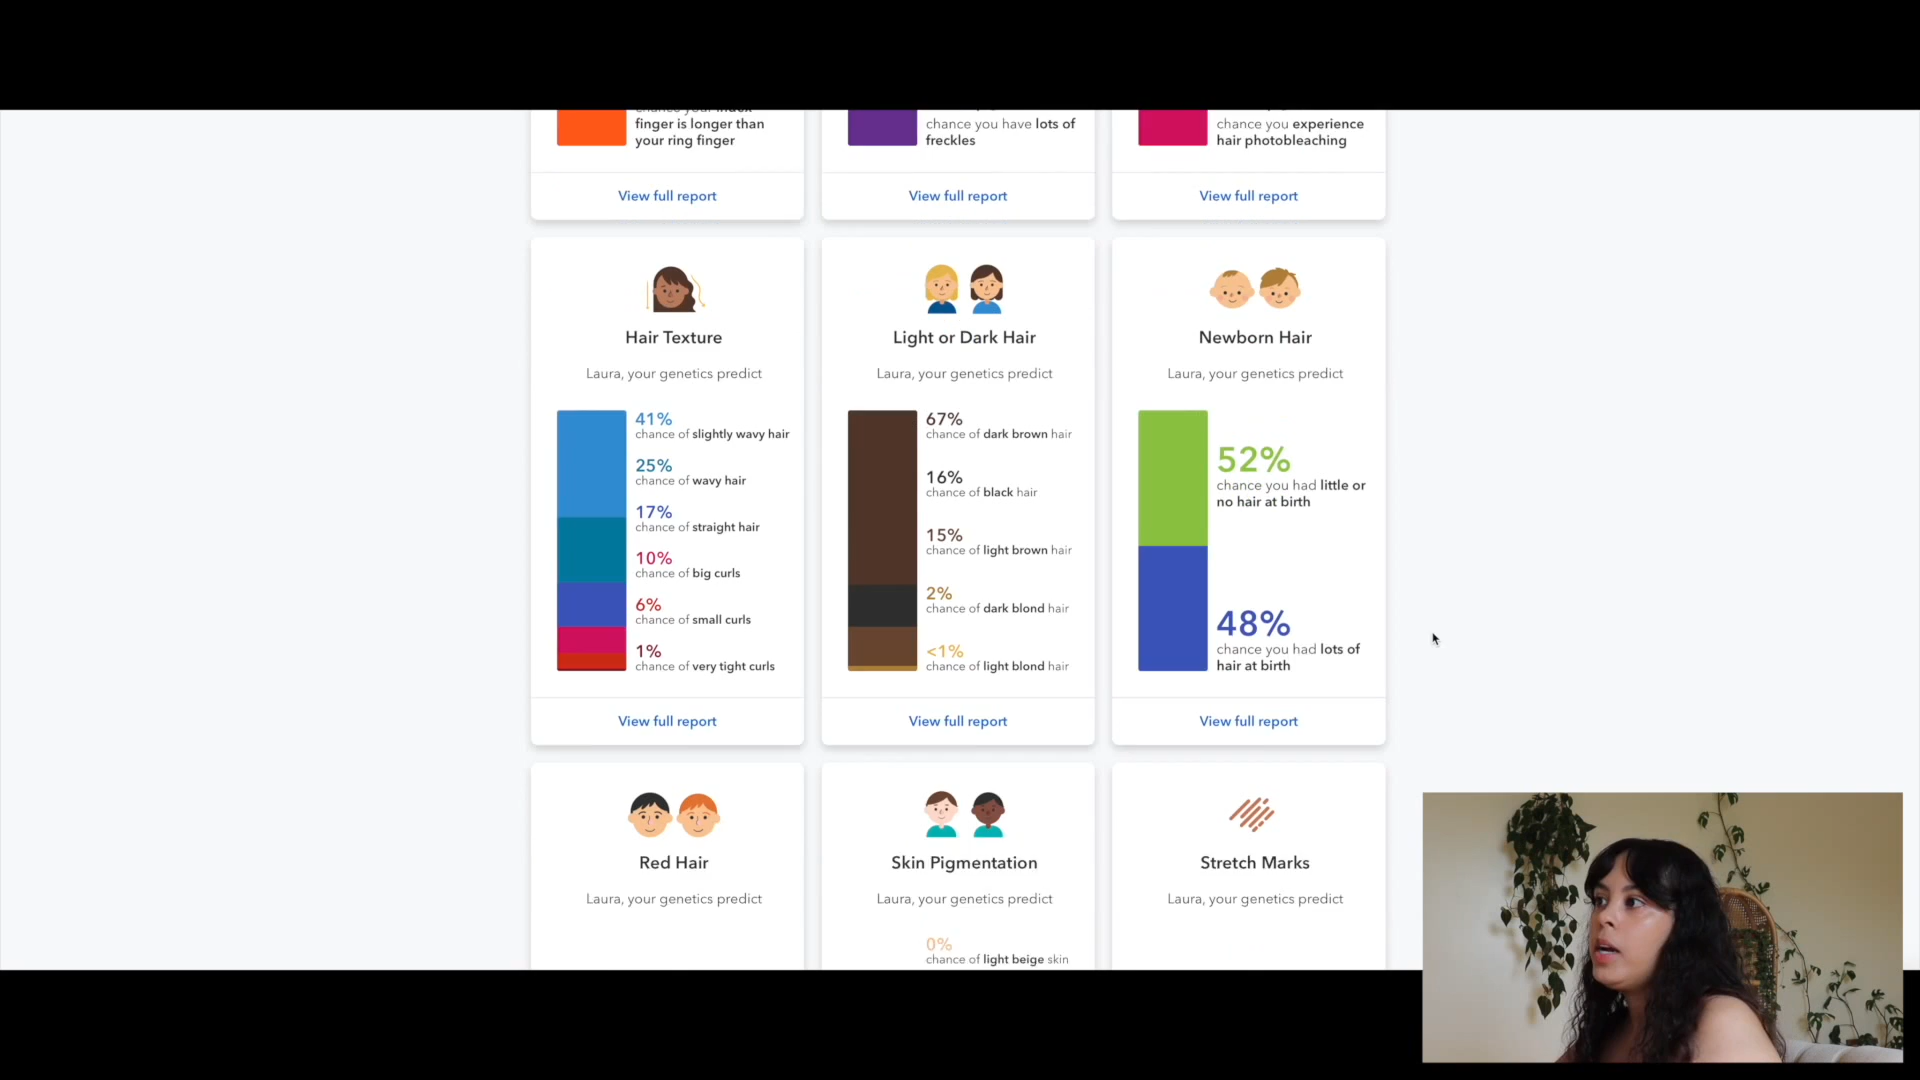 finger is longer than
your ring finger
View full report
chance you have lots of
freckles
View full report
chance you experience
hair photobleaching
View full report
Hair Texture
Laura, your genetics predict
41%
chance of slightly wavy hair
25%
chance of wavy hair
17%
chance of straight hair
10%
chance of big curls
6%
chance of small curls
1%
chance of very tight curls
View full report
Light or Dark Hair
Laura, your genetics predict
67%
chance of dark brown hair
16%
chance of black hair
15%
chance of light brown hair
2%
chance of dark blond hair
<1%
chance of light blond hair
View full report
Newborn Hair
Laura, your genetics predict
52%
chance you had little or
no hair at birth
48%
chance you had lots of
hair at birth
View full report
Red Hair
Laura, your genetics predict
Skin Pigmentation
Laura, your genetics predict
0%
chance of light beige skin
Stretch Marks
Laura, your genetics predict